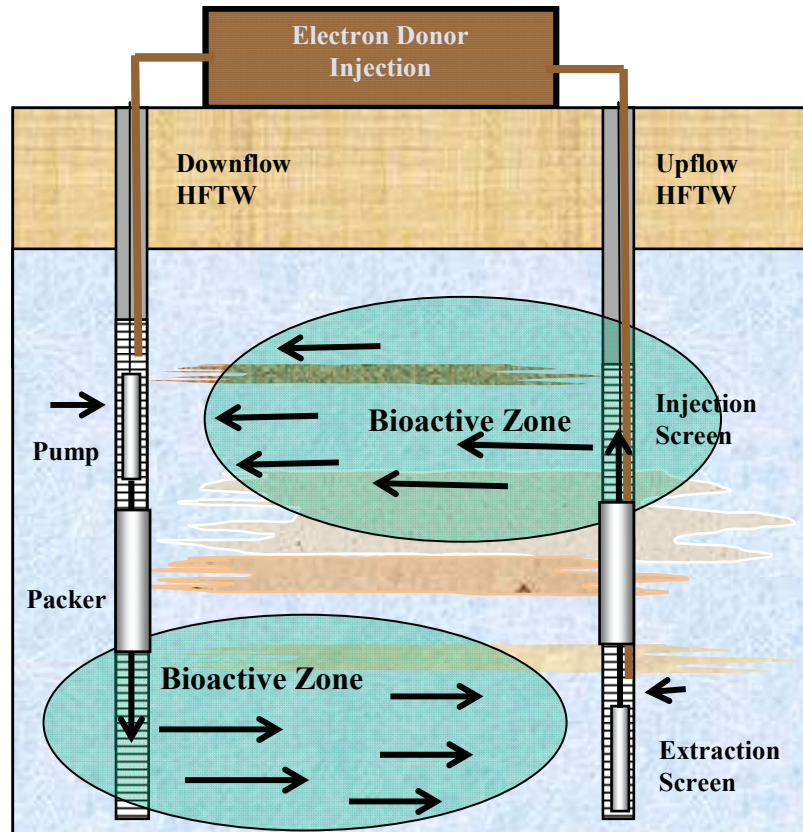 Electron Donor
Injection
Downflow
HFTW
Upflow
HFTW
Bioactive Zone
Injection
Screen
Pump
Packer
Bioactive Zone
Extraction
Screen